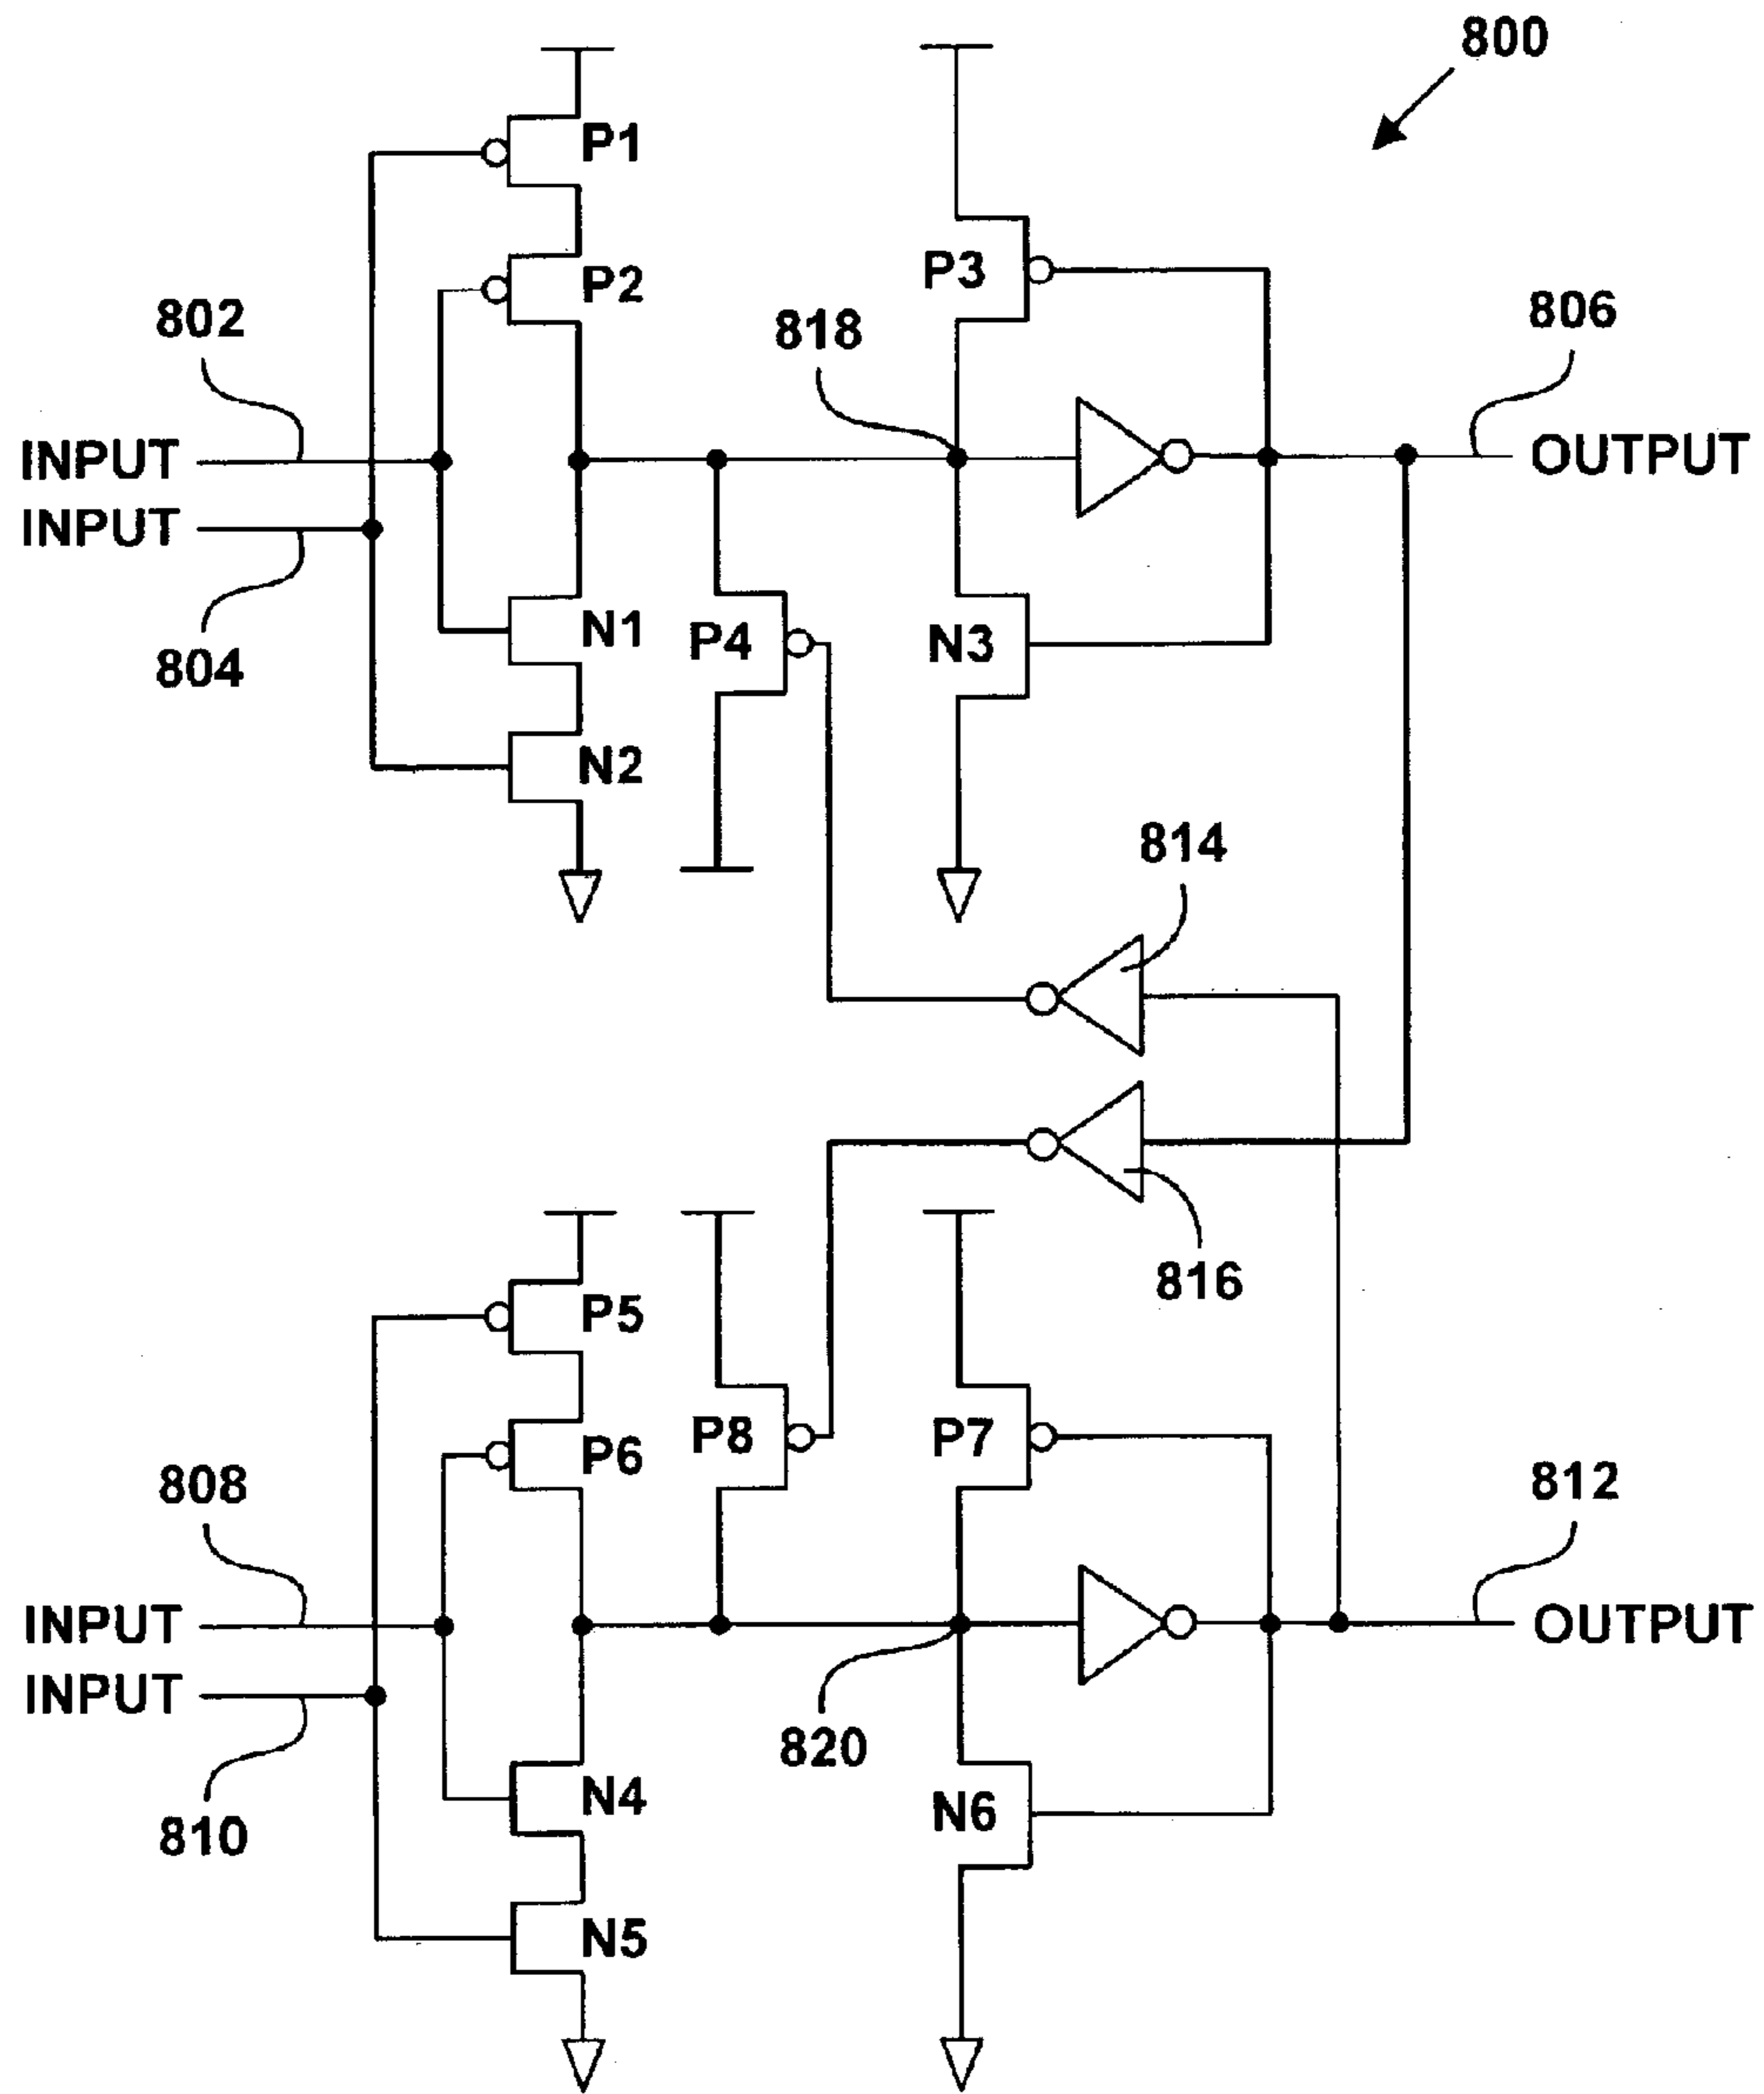 800
P1
P2
P3
802
818
806
INPUT
OUTPUT
INPUT
N1
P4
N3
804
N2
814
816
P5
P8
P7
P6
808
812
INPUT
OUTPUT
INPUT
820
N4
N6
810
N5